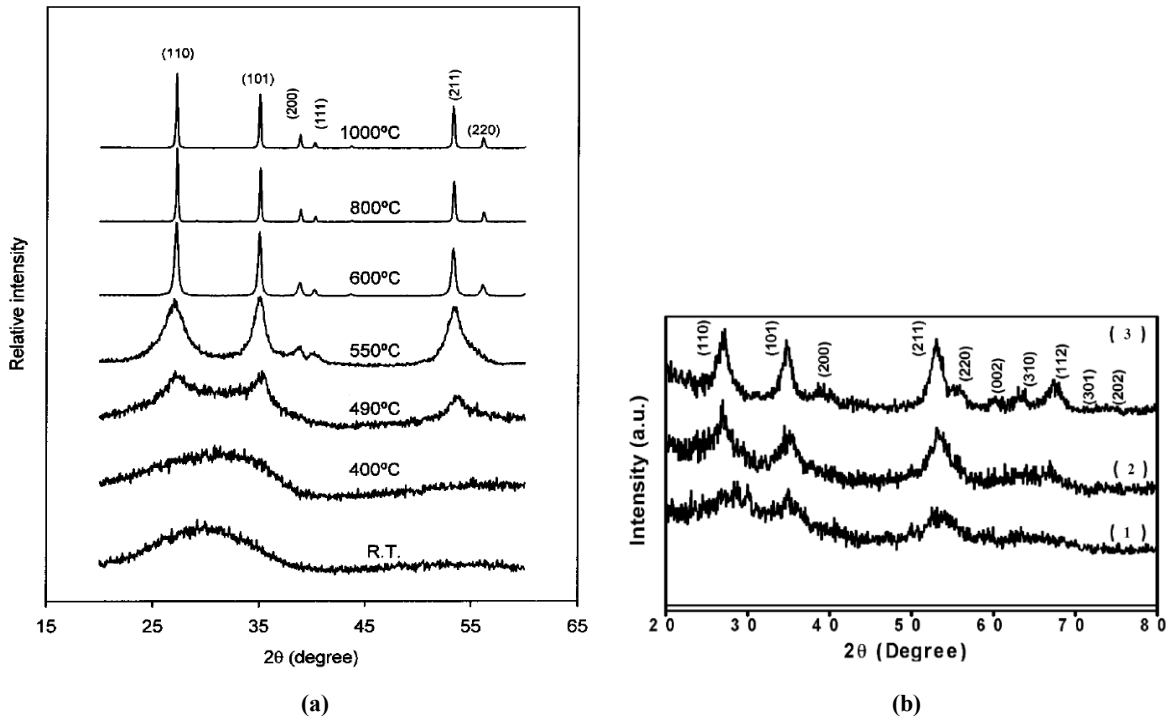 (110)
(101)
(200)
(111)
(211)
(220)
1000ºC
800ºC
600ºC
550ºC
490ºC
400ºC
R.T.
Relative intensity
15 25 35 45 55 65
2θ (degree)
(a)
(110)
(101)
(200)
(211)
(220)
(002)
(310)
(112)
(301)
(202)
( 3 )
( 2 )
( 1 )
Intensity (a.u.)
2 0 3 0 4 0 5 0 6 0 7 0 8 0
2θ (Degree)
(b)